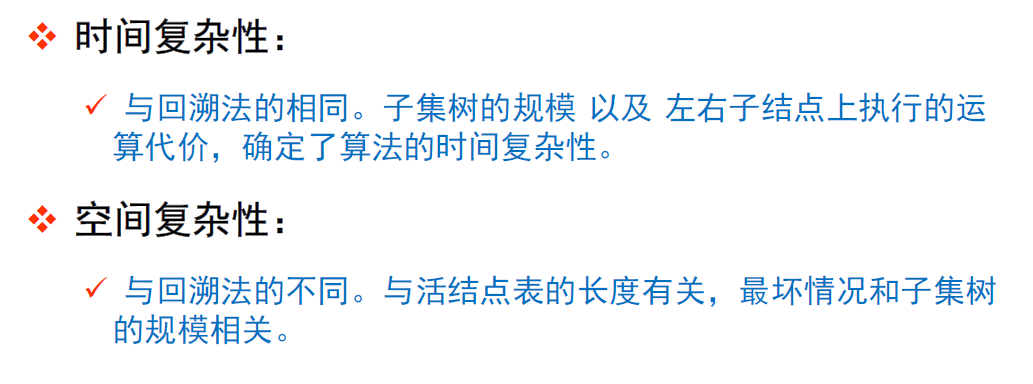 时间复杂性：
与回溯法的相同。子集树的规模 以及 左右子结点上执行的运
算代价，确定了算法的时间复杂性。
空间复杂性：
与回溯法的不同。与活结点表的长度有关，最坏情况和子集树
的规模相关。